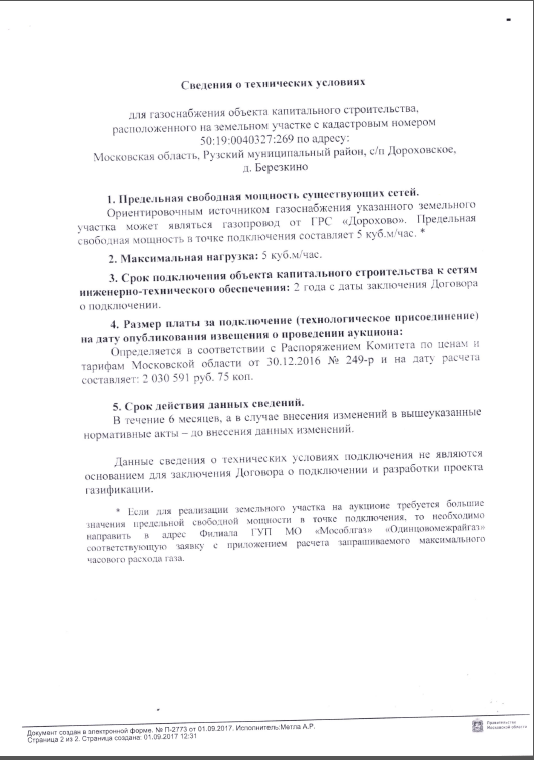 Сведения о технических условиях
для газоснабжения объекта капитального строительства,
расположенного на земельном участке с кадастровым номером
50:19:0040327:269 по адресу:
Московская область, Рузский муниципальный район, с/п Дороховское,
д. Березкино
1. Предельная свободная мощность существующих сетей.
Ориентировочным источником газоснабжения указанного земельного
участка может являться газопровод от ГРС «Дорохово». Предельная
свободная мощность в точке подключения составляет 5 куб.м/час. *
2. Максимальная нагрузка: 5 куб.м/час.
3. Срок подключения объекта капитального строительства к сетям
инженерно-технического обеспечения: 2 года с даты заключения Договора
о подключении.
4. Размер платы за подключение (технологическое присоединение)
на дату опубликования извещения о проведении аукциона:
Определяется в соответствии с Распоряжением Комитета по ценам и
тарифам Московской области от 30.12.2016 № 249-р и на дату расчета
составляет: 2 030 591 руб. 75 коп.
5. Срок действия данных сведений.
В течение 6 месяцев, а в случае внесения изменений в вышеуказанные
нормативные акты – до внесения данных изменений.
Данные сведения о технических условиях подключения не являются
основанием для заключения Договора о подключении и разработки проекта
газификации.
* Если для реализации земельного участка на аукционе требуется большие
значения предельной свободной мощности в точке подключения, то необходимо
направить в адрес Филиала ГУП МО «Мособлгаз» «Одинцовомежрайгаз»
соответствующую заявку с приложением расчета запрашиваемого максимального
часового расхода газа.
Документ создан в электронной форме. № П-2773 от 01.09.2017. Исполнитель:Метла А.Р.
Страница 2 из 2. Страница создана: 01.09.2017 12:31
Правительство
Московской области